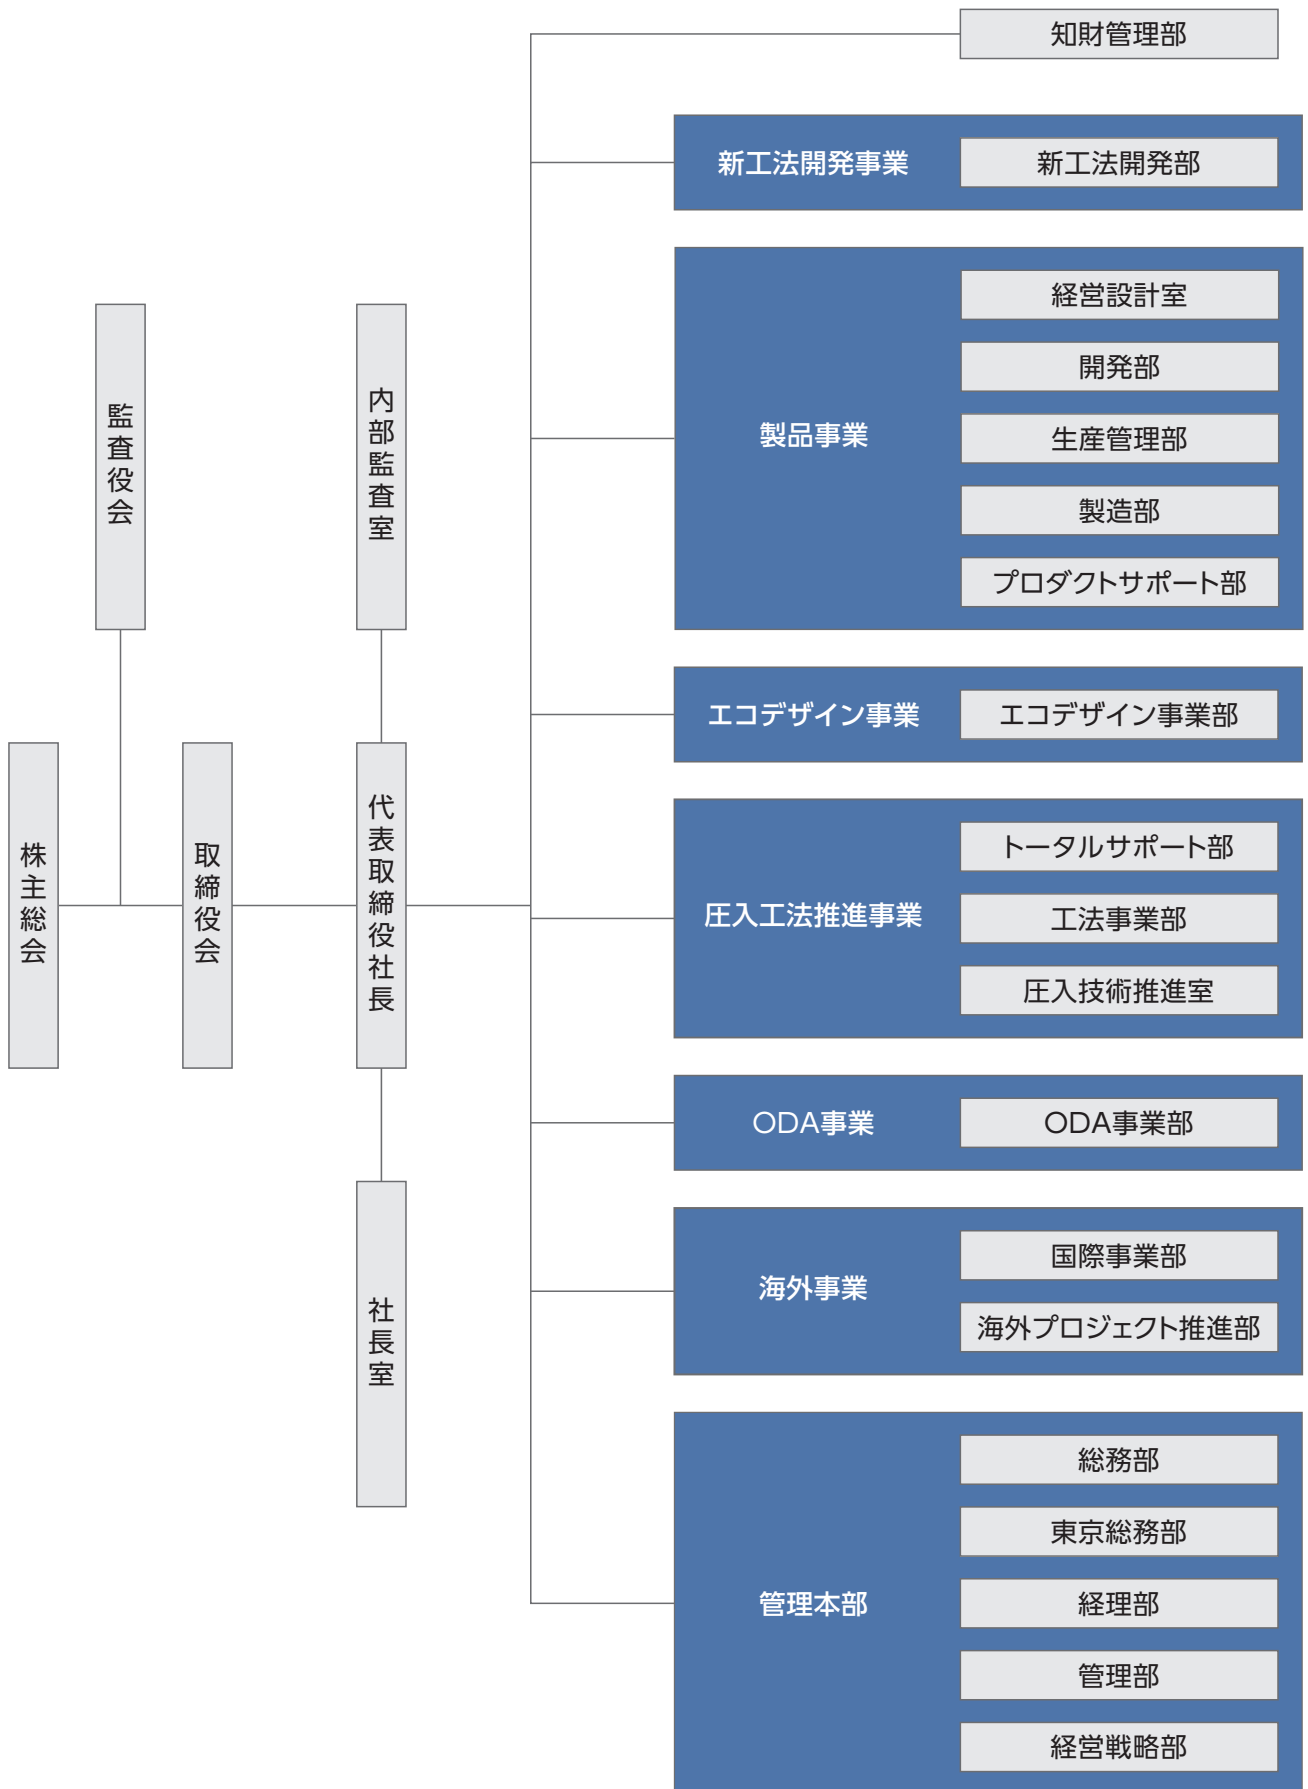 株主総会
監査役会
取締役会
内部監査室
代表取締役社長
社長室
知財管理部
新工法開発事業
新工法開発部
製品事業
経営設計室
開発部
生産管理部
製造部
プロダクトサポート部
エコデザイン事業
エコデザイン事業部
圧入工法推進事業
トータルサポート部
工法事業部
圧入技術推進室
ODA事業
ODA事業部
海外事業
国際事業部
海外プロジェクト推進部
管理本部
総務部
東京総務部
経理部
管理部
経営戦略部